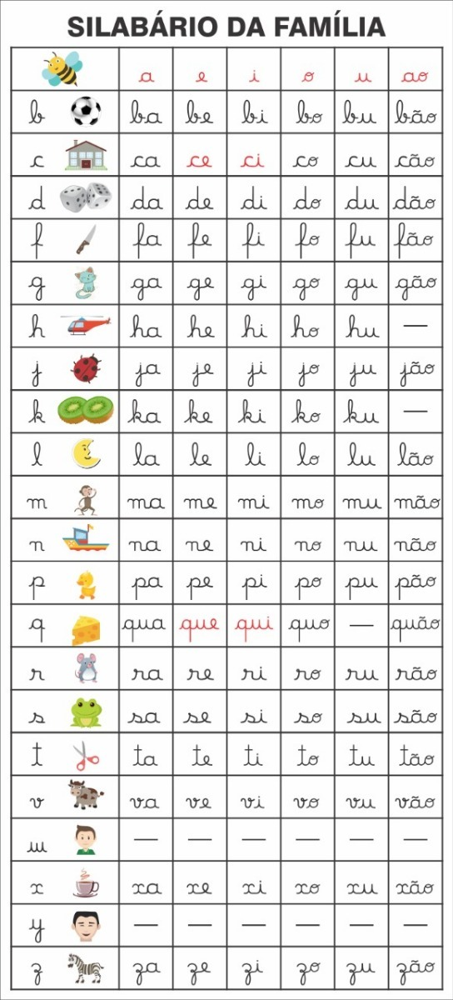 SILABÁRIO DA FAMÍLIA
a e i o u ao
b ba be bi bo bu bão
c ca ce ci co cu cão
d da de di do du dão
f fa fe fi fo fu fão
g ga ge gi go gu gão
h ha he hi ho hu —
j ja je ji jo ju jão
k ka ke ki ko ku —
l la le li lo lu lão
m ma me mi mo mu mão
n na ne ni no nu não
p pa pe pi po pu pão
q qua que qui quo — quão
r ra re ri ro ru rão
s sa se si so su são
t ta te ti to tu tão
v va ve vi vo vu vão
w — — — — — —
x xa xe xi xo xu xão
y — — — — — —
z za ze zi zo zu zão